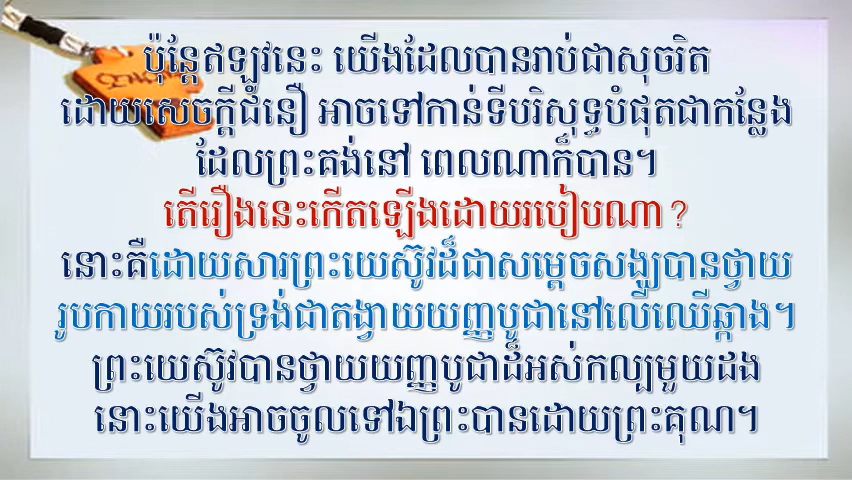 ប៉ុន្តែឥឡូវនេះ យើងដែលបានរាប់ជាសុចរិត
ដោយសេចក្ដីជំនឿ អាចទៅកាន់ទីបរិសុទ្ធបំផុតជាកន្លែង
ដែលព្រះគង់នៅ ពេលណាក៏បាន។
តើរឿងនេះកើតឡើងដោយរបៀបណា?
នោះគឺដោយសារព្រះយេស៊ូវដ៏ជាសម្ដេចសង្ឃបានថ្វាយ
រូបកាយរបស់ទ្រង់ជាតង្វាយយញ្ញបូជានៅលើឈើឆ្កាង។
ព្រះយេស៊ូវបានថ្វាយយញ្ញបូជាដ៏អស់កល្បមួយដង
នោះយើងអាចចូលទៅឯព្រះបានដោយព្រះគុណ។